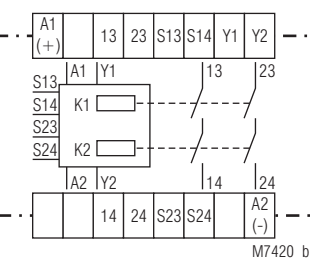 A1 (+) 13 23 S13 S14 Y1 Y2
A1 Y1 13 23
S13
S14 K1
S23
S24 K2
A2 Y2 14 24
14 24 S23 S24 A2 (-)
M7420_b